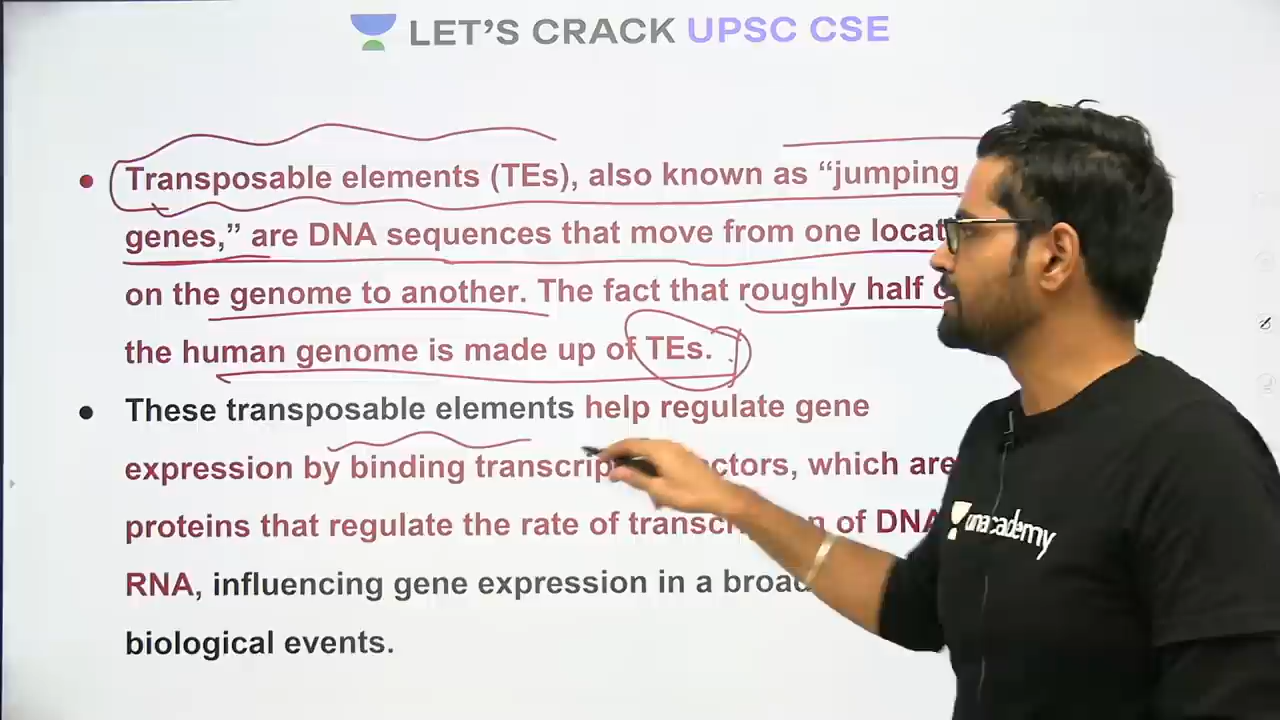 LET'S CRACK UPSC CSE
Transposable elements (TEs), also known as “jumping
genes,” are DNA sequences that move from one locat
on the genome to another. The fact that roughly half
the human genome is made up of TEs.
These transposable elements help regulate gene
expression by binding transcrip ctors, which are
proteins that regulate the rate of transc n of DNA
RNA, influencing gene expression in a broad
biological events.
unacademy